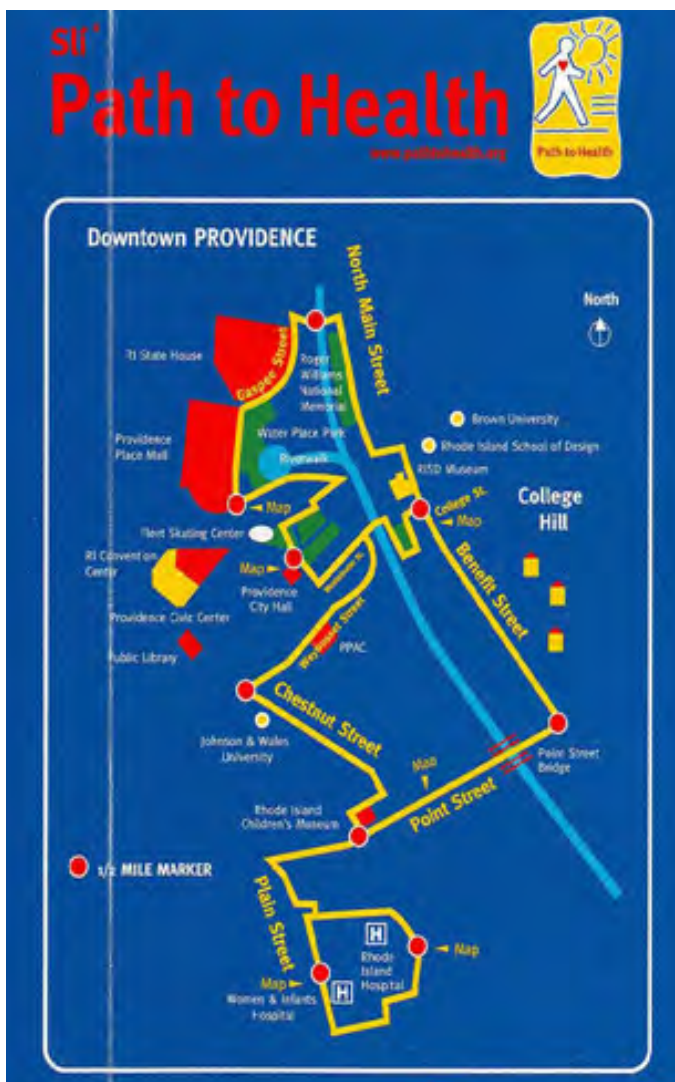 Slí
Path to Health
www.pathtohealth.org
Path to Health
Downtown PROVIDENCE
North
North Main Street
Gaspee Street
RI State House
Roger
Williams
National
Memorial
Brown University
Rhode Island School of Design
Providence
Place Mall
Water Place Park
Riverwalk
RISD Museum
College St.
College
Hill
Map
Map
Fleet Skating Center
RI Convention
Center
Map
Providence
City Hall
Benefit Street
Providence Civic Center
Public Library
Weybosset Street
PPAC
Chestnut Street
Johnson & Wales
University
Map
Point Street
Bridge
Point Street
Rhode Island
Children's Museum
1/2 MILE MARKER
Plain Street
H
Rhode
Island
Hospital
Map
Map
H
Women & Infants
Hospital